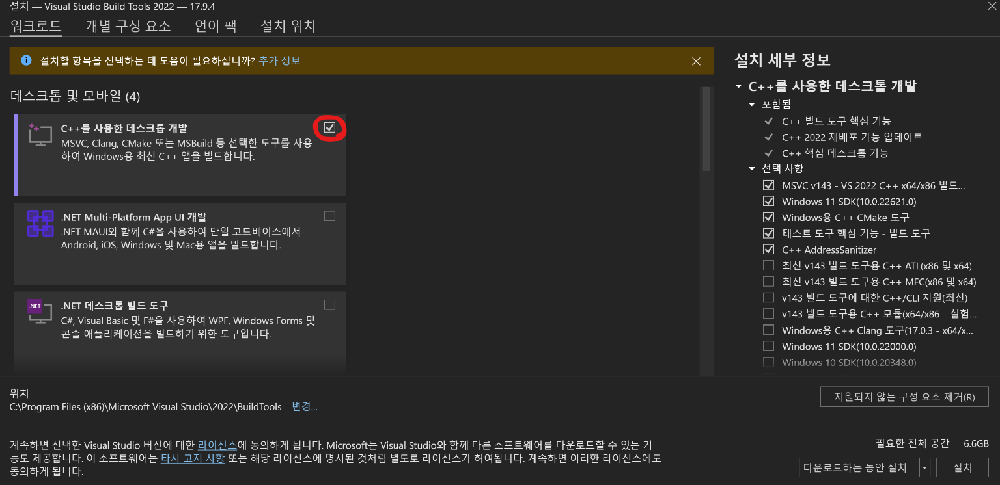 설치 — Visual Studio Build Tools 2022 — 17.9.4
워크로드 개별 구성 요소 언어 팩 설치 위치
설치할 항목을 선택하는 데 도움이 필요하십니까? 추가 정보
데스크톱 및 모바일 (4)
C++를 사용한 데스크톱 개발
MSVC, Clang, CMake 또는 MSBuild 등 선택한 도구를 사용
하여 Windows용 최신 C++ 앱을 빌드합니다.
.NET Multi-Platform App UI 개발
.NET MAUI와 함께 C#을 사용하여 단일 코드베이스에서
Android, iOS, Windows 및 Mac용 앱을 빌드합니다.
.NET
.NET 데스크톱 빌드 도구
C#, Visual Basic 및 F#을 사용하여 WPF, Windows Forms 및
콘솔 애플리케이션을 빌드하기 위한 도구입니다.
설치 세부 정보
C++를 사용한 데스크톱 개발
포함됨
C++ 빌드 도구 핵심 기능
C++ 2022 재배포 가능 업데이트
C++ 핵심 데스크톱 기능
선택 사항
MSVC v143 - VS 2022 C++ x64/x86 빌드...
Windows 11 SDK(10.0.22621.0)
Windows용 C++ CMake 도구
테스트 도구 핵심 기능 - 빌드 도구
C++ AddressSanitizer
최신 v143 빌드 도구용 C++ ATL(x86 및 x64)
최신 v143 빌드 도구용 C++ MFC(x86 및 x64)
v143 빌드 도구에 대한 C++/CLI 지원(최신)
v143 빌드 도구용 C++ 모듈(x64/x86 – 실험...
Windows용 C++ Clang 도구(17.0.3 - x64/x...
Windows 11 SDK(10.0.22000.0)
Windows 10 SDK(10.0.20348.0)
위치
C:\Program Files (x86)\Microsoft Visual Studio\2022\BuildTools 변경...
지원되지 않는 구성 요소 제거(R)
계속하면 선택한 Visual Studio 버전에 대한 라이선스에 동의하게 됩니다. Microsoft는 Visual Studio와 함께 다른 소프트웨어를 다운로드할 수 있는 기
능도 제공합니다. 이 소프트웨어는 타사 고지 사항 또는 해당 라이선스에 명시된 것처럼 별도로 라이선스가 허여됩니다. 계속하면 이러한 라이선스에도
동의하게 됩니다.
필요한 전체 공간 6.6GB
다운로드하는 동안 설치 설치